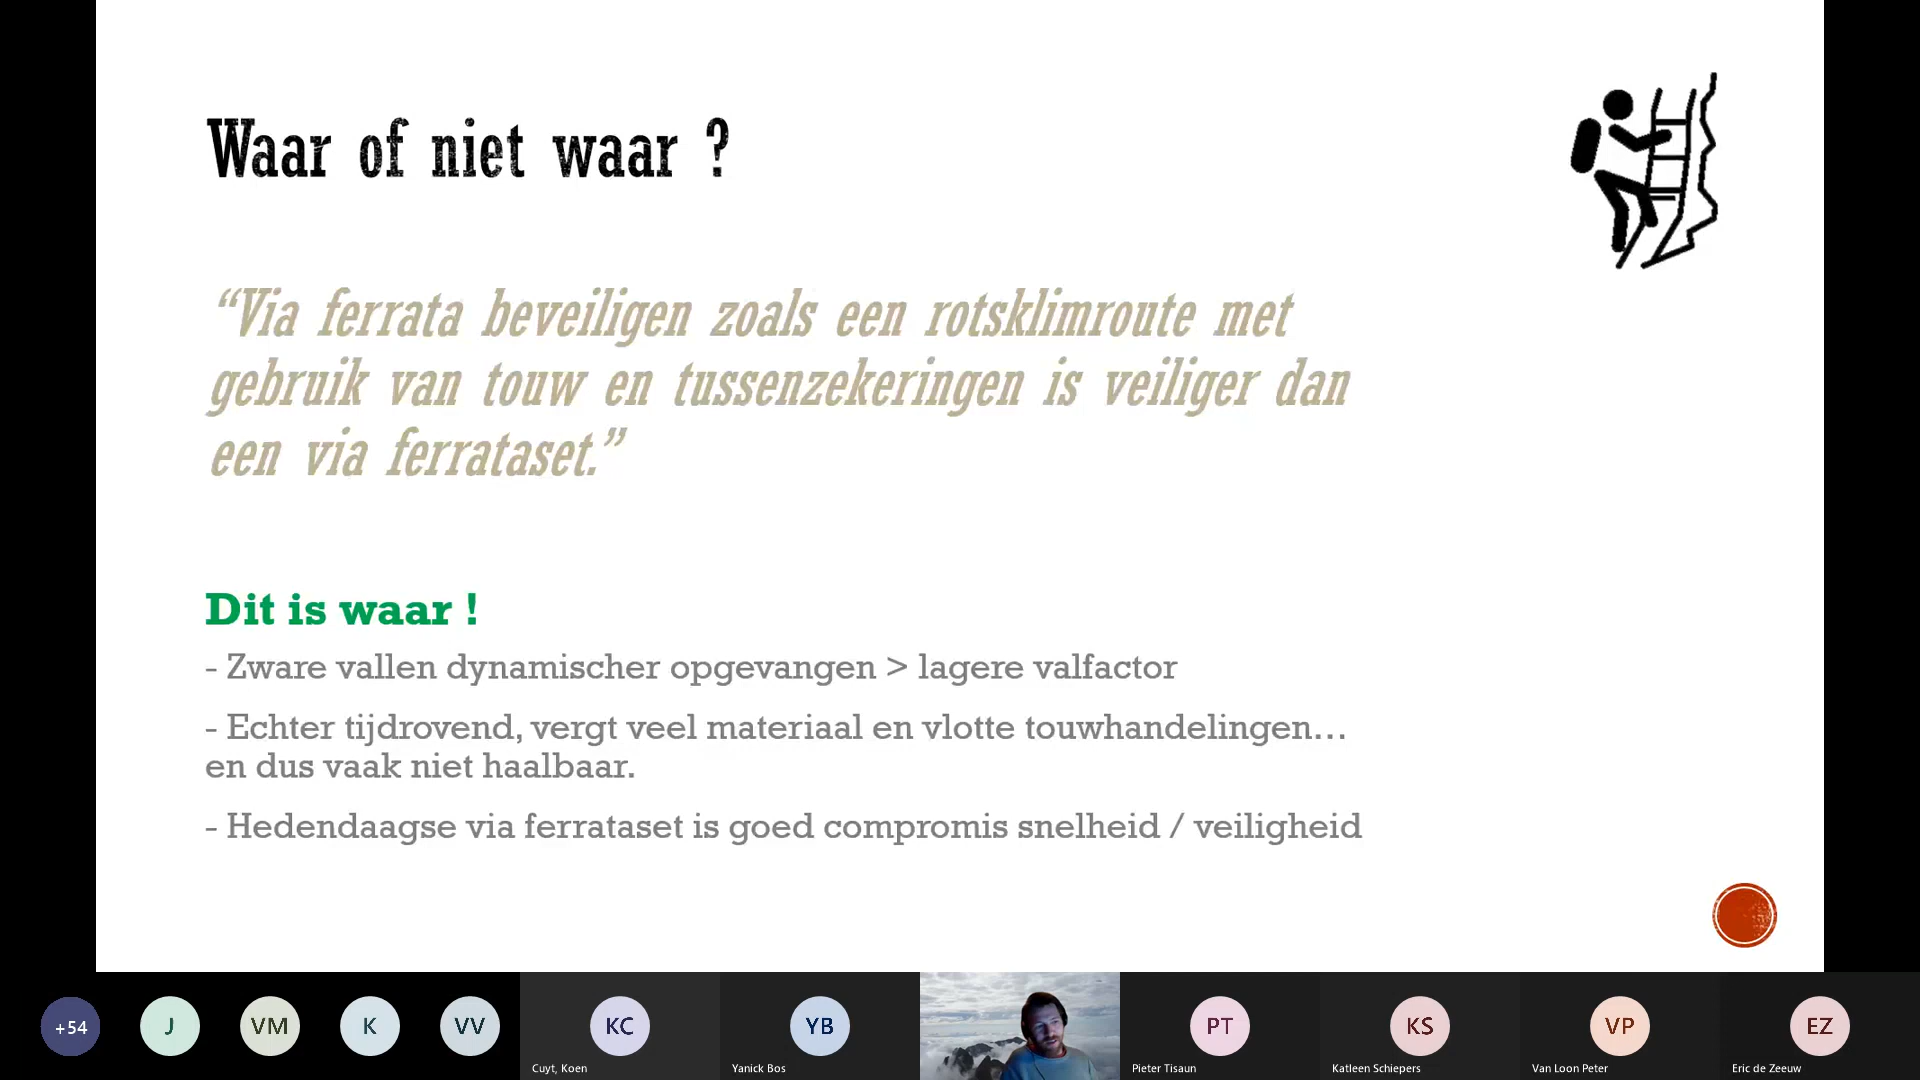 Waar of niet waar ?
“Via ferrata beveiligen zoals een rotsklimroute met
gebruik van touw en tussenzekeringen is veiliger dan
een via ferrataset.”
Dit is waar !
- Zware vallen dynamischer opgevangen > lagere valfactor
- Echter tijdrovend, vergt veel materiaal en vlotte touwhandelingen…
en dus vaak niet haalbaar.
- Hedendaagse via ferrataset is goed compromis snelheid / veiligheid
+54
J
VM
K
VV
KC
YB
PT
KS
VP
EZ
Cuyt, Koen
Yanick Bos
Pieter Tisaun
Katleen Schiepers
Van Loon Peter
Eric de Zeeuw